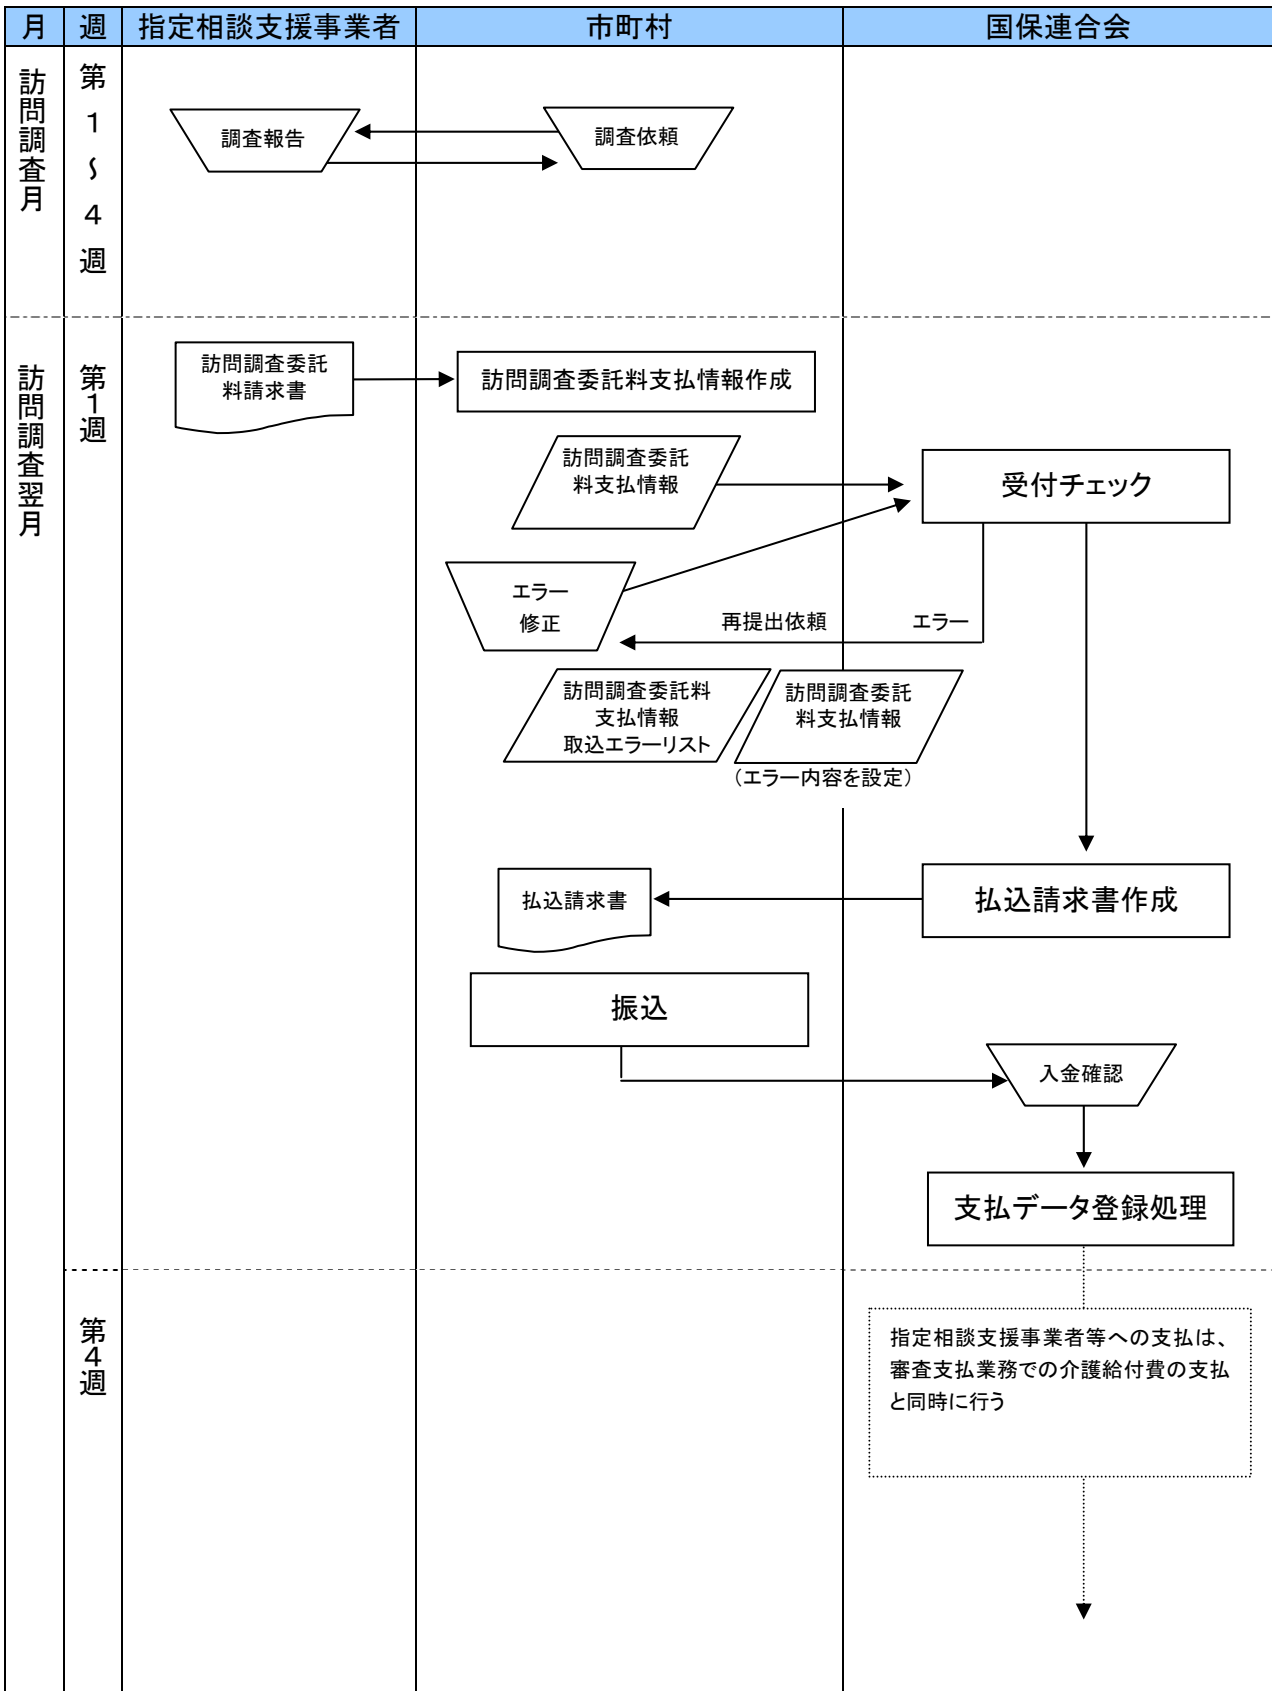 月
週
指定相談支援事業者
市町村
国保連合会
訪問調査月
第1～4週
調査報告
調査依頼
訪問調査翌月
第1週
訪問調査委託
料請求書
訪問調査委託料支払情報作成
訪問調査委託
料支払情報
受付チェック
エラー
修正
再提出依頼
エラー
訪問調査委託料
支払情報
取込エラーリスト
訪問調査委託
料支払情報
（エラー内容を設定）
払込請求書
払込請求書作成
振込
入金確認
支払データ登録処理
第4週
指定相談支援事業者等への支払は、
審査支払業務での介護給付費の支払
と同時に行う